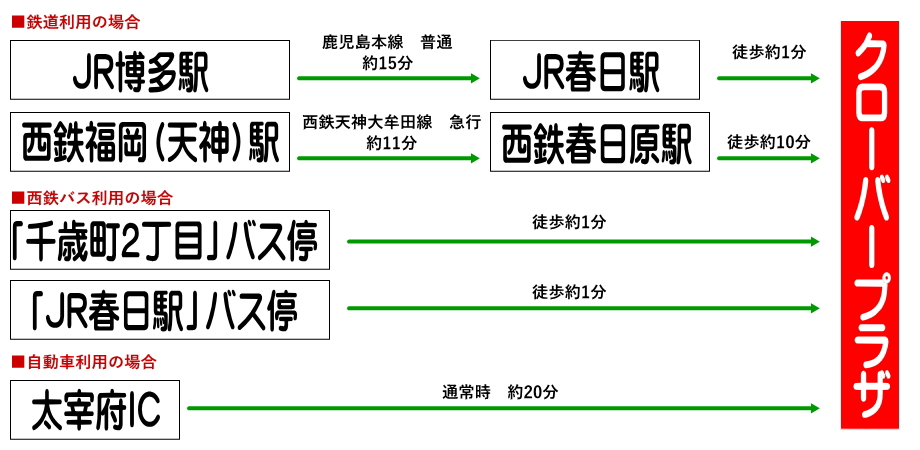 ■鉄道利用の場合
JR博多駅
鹿児島本線　普通
約15分
JR春日駅
徒歩約1分
西鉄福岡（天神）駅
西鉄天神大牟田線　急行
約11分
西鉄春日原駅
徒歩約10分
■西鉄バス利用の場合
「千歳町2丁目」バス停
徒歩約1分
「JR春日駅」バス停
徒歩約1分
■自動車利用の場合
太宰府IC
通常時　約20分
クローバープラザ